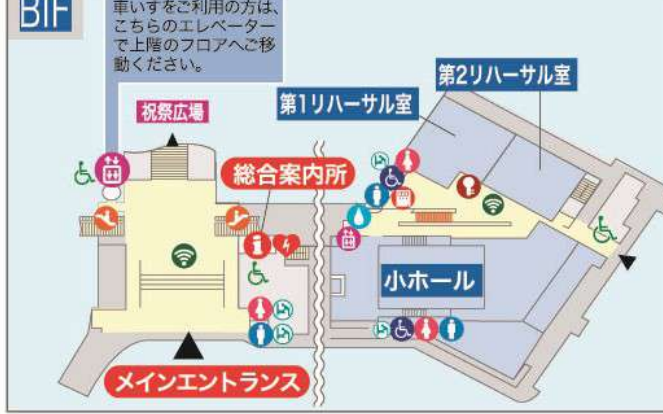 B1F
車いすをご利用の方は、
こちらのエレベーター
で上階のフロアへご移
動ください。
祝祭広場
第1リハーサル室
第2リハーサル室
総合案内所
小ホール
メインエントランス